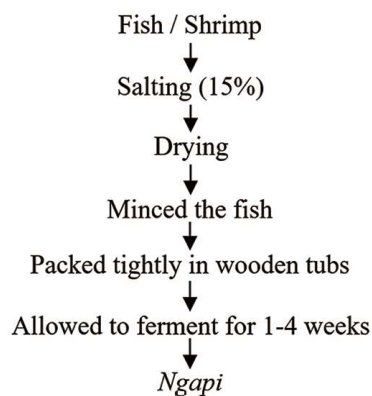 Fish / Shrimp
Salting (15%)
Drying
Minced the fish
Packed tightly in wooden tubs
Allowed to ferment for 1-4 weeks
Ngapi